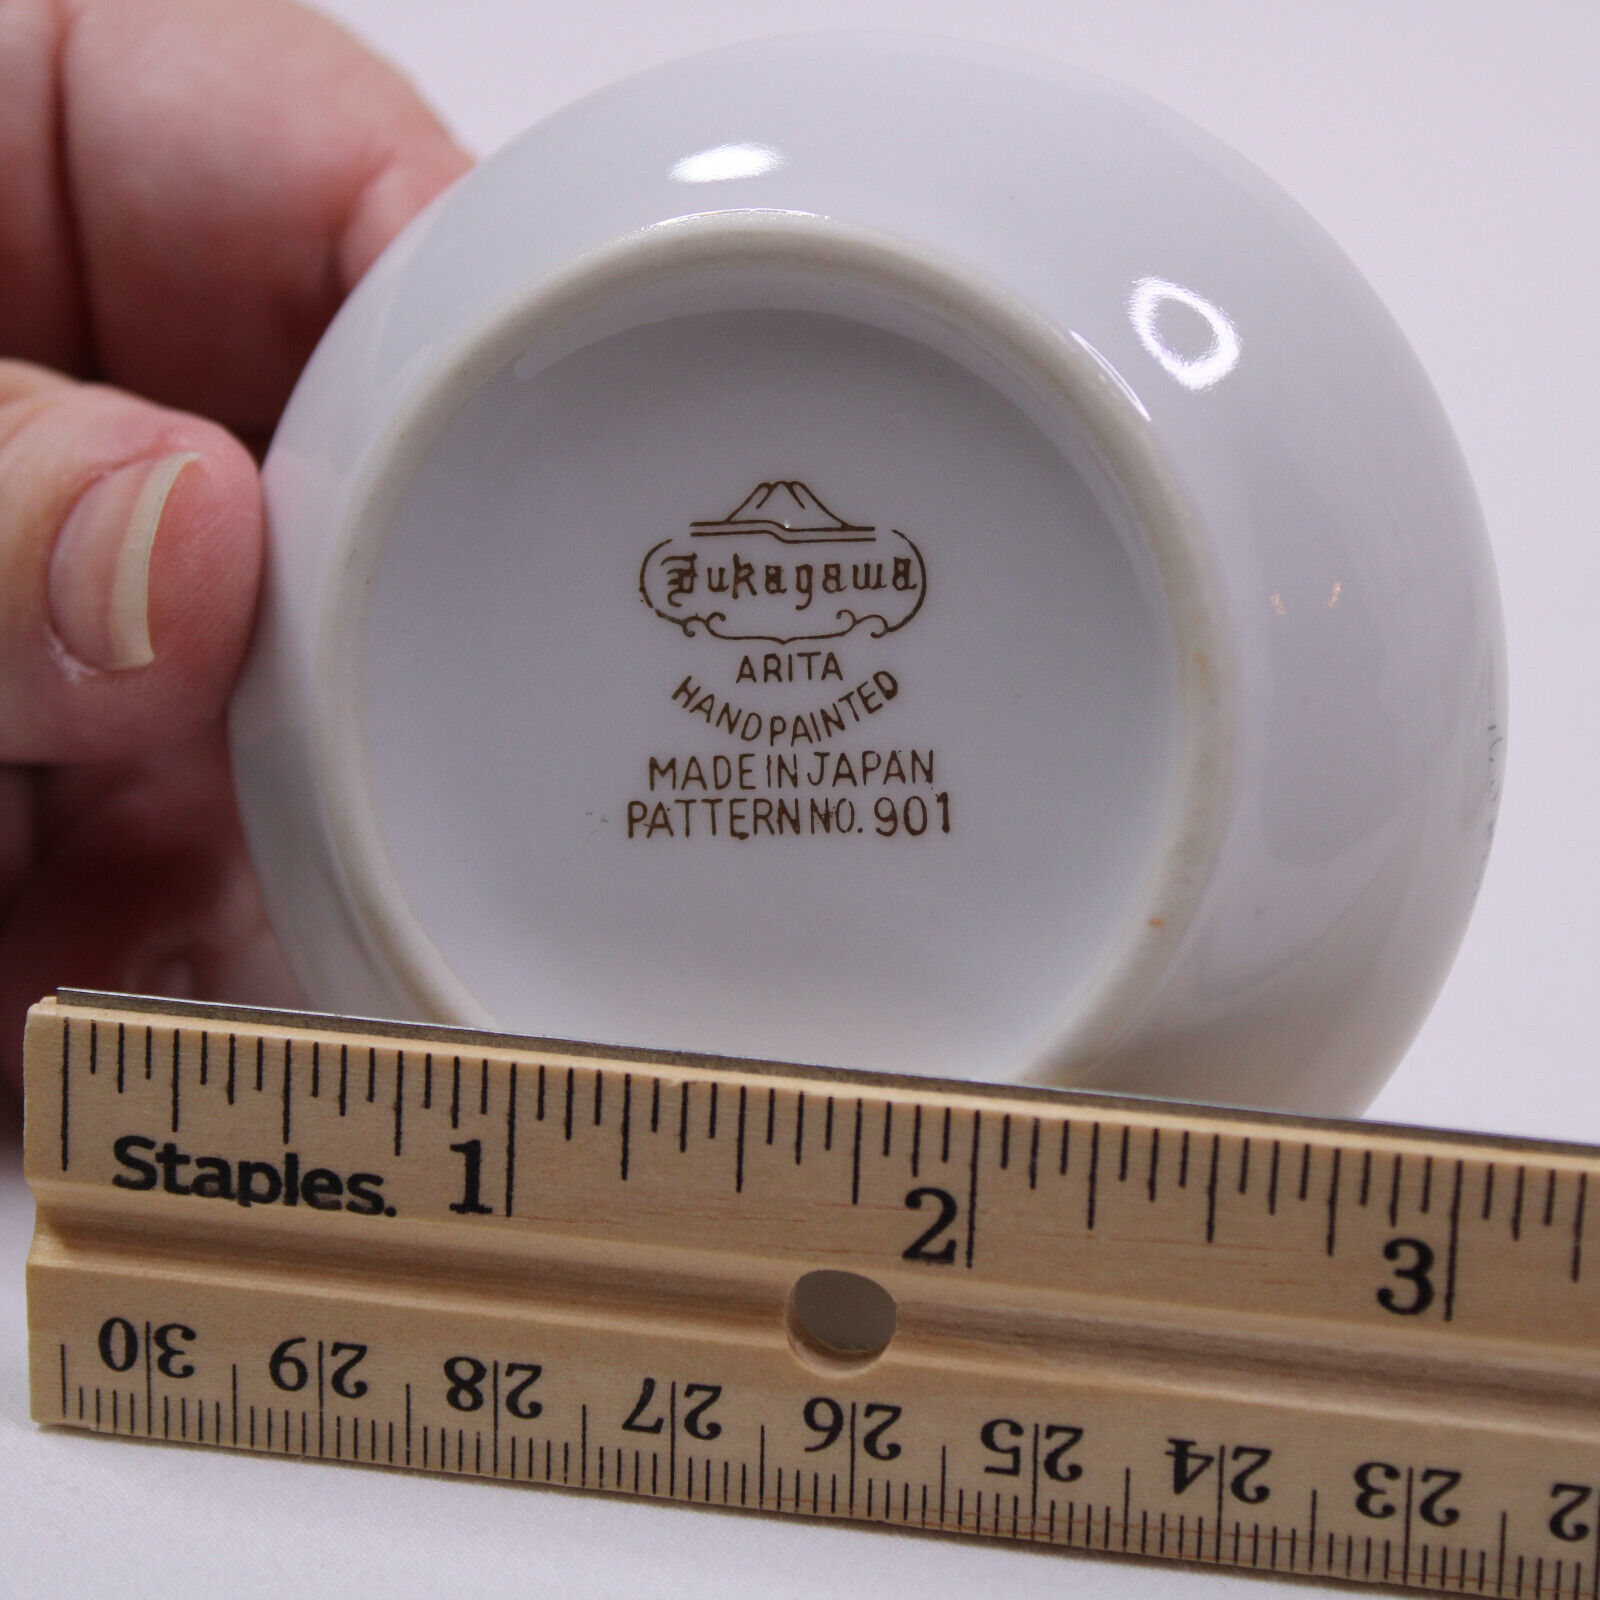 Fukagawa
ARITA
HAND PAINTED
MADE IN JAPAN
PATTERN NO. 901
Staples. 1 2 3
30 29 28 27 26 25 24 23 2